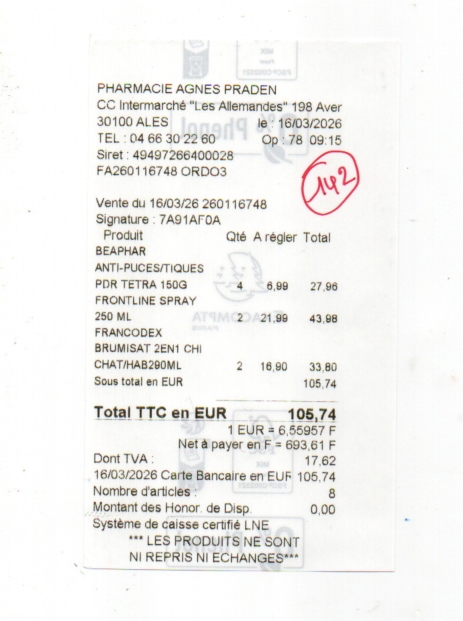 PHARMACIE AGNES PRADEN
CC Intermarché "Les Allemandes" 198 Aver
30100 ALES le : 16/03/2026
TEL : 04 66 30 22 60 Op : 78 09:15
Siret : 49497266400028
FA260116748 ORDO3
142
Vente du 16/03/26 260116748
Signature : 7A91AF0A
Produit Qté A régler Total
BEAPHAR
ANTI-PUCES/TIQUES
PDR TETRA 150G 4 6,99 27,96
FRONTLINE SPRAY
250 ML 2 21,99 43,98
FRANCODEX
BRUMISAT 2EN1 CHI
CHAT/HAB290ML 2 16,90 33,80
Sous total en EUR 105,74
Total TTC en EUR 105,74
1 EUR = 6,55957 F
Net à payer en F = 693,61 F
Dont TVA : 17,62
16/03/2026 Carte Bancaire en EUR 105,74
Nombre d'articles : 8
Montant des Honor. de Disp. 0,00
Système de caisse certifié LNE
*** LES PRODUITS NE SONT
NI REPRIS NI ECHANGES***